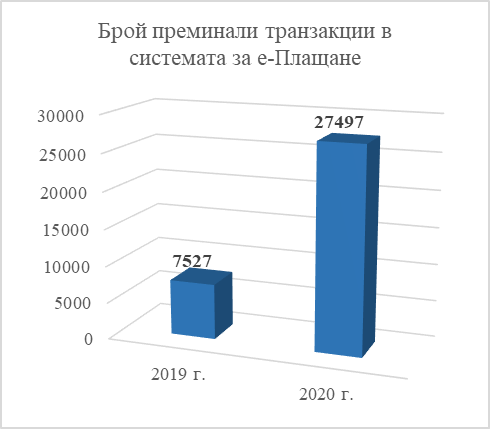 Брой преминали транзакции в
системата за е-Плащане
30000
25000
20000
15000
10000
5000
0
7527
27497
2019 г.
2020 г.